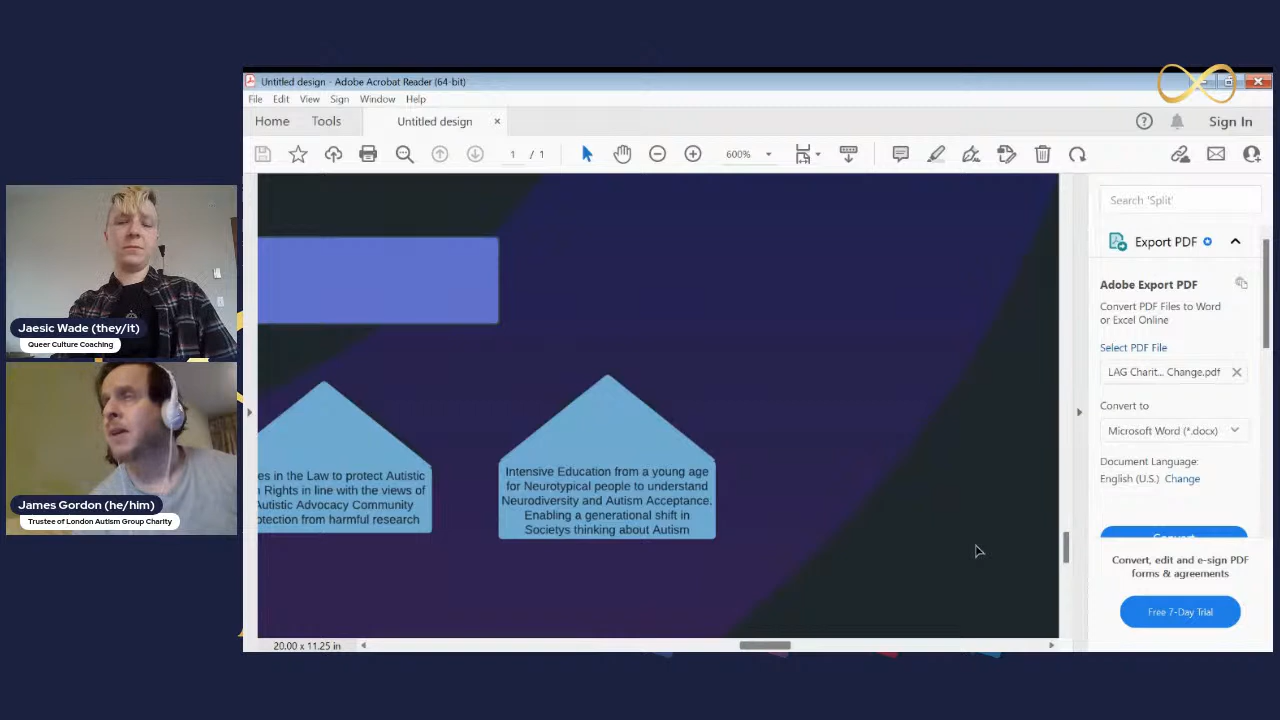 Untitled design - Adobe Acrobat Reader (64-bit)
File Edit View Sign Window Help
Home Tools Untitled design ×
? Sign In
1 / 1 600%
Search 'Split'
Export PDF
Adobe Export PDF
Convert PDF Files to Word
or Excel Online
Select PDF File
LAG Charit... Change.pdf
Convert to
Microsoft Word (*.docx)
Document Language:
English (U.S.) Change
Convert
Convert, edit and e-sign PDF
forms & agreements
Free 7-Day Trial
Jaesic Wade (they/it)
Queer Culture Coaching
James Gordon (he/him)
Trustee of London Autism Group Charity
es in the Law to protect Autistic
Rights in line with the views of
Autistic Advocacy Community
otection from harmful research
Intensive Education from a young age
for Neurotypical people to understand
Neurodiversity and Autism Acceptance.
Enabling a generational shift in
Societys thinking about Autism
20.00 x 11.25 in